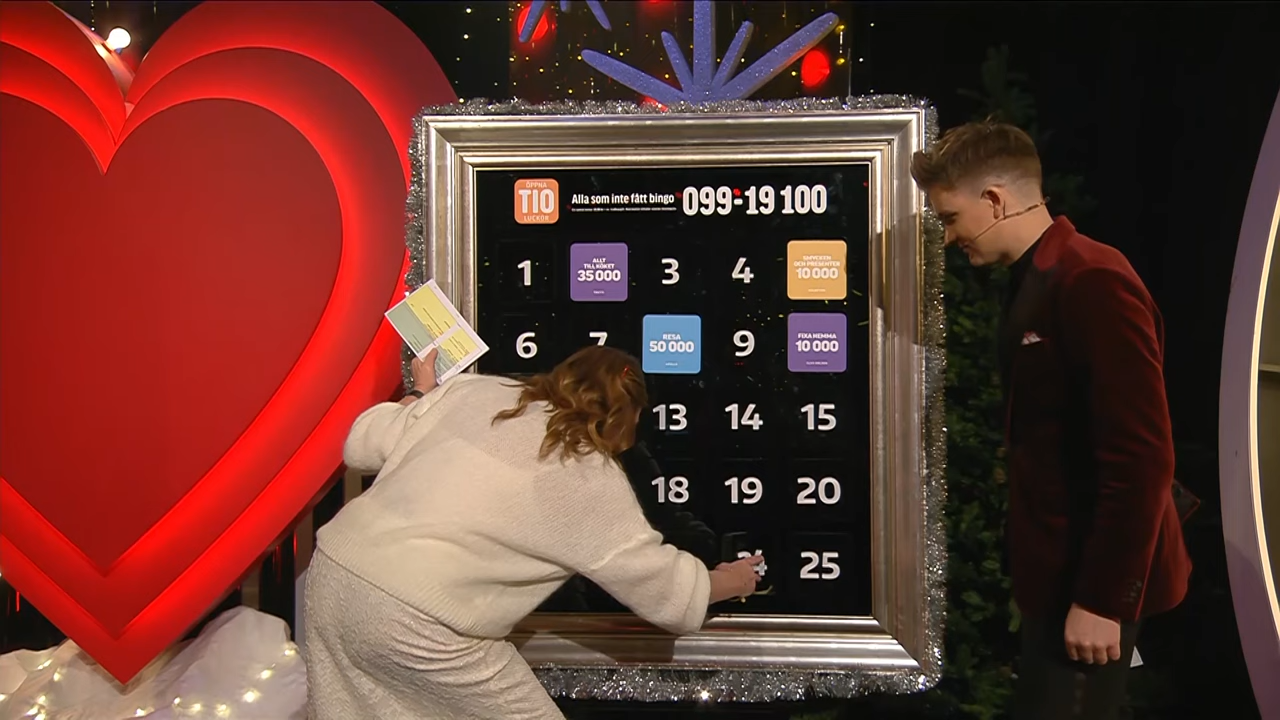 ÖPPNA
TIO
LUCKOR
Alla som inte fått bingo
099-19 100
1
ALLT
TILL KÖKET
35 000
3
4
SMYCKEN
OCH PRESENTER
10 000
6
7
RESA
50 000
9
FIXA HEMMA
10 000
13
14
15
18
19
20
24
25